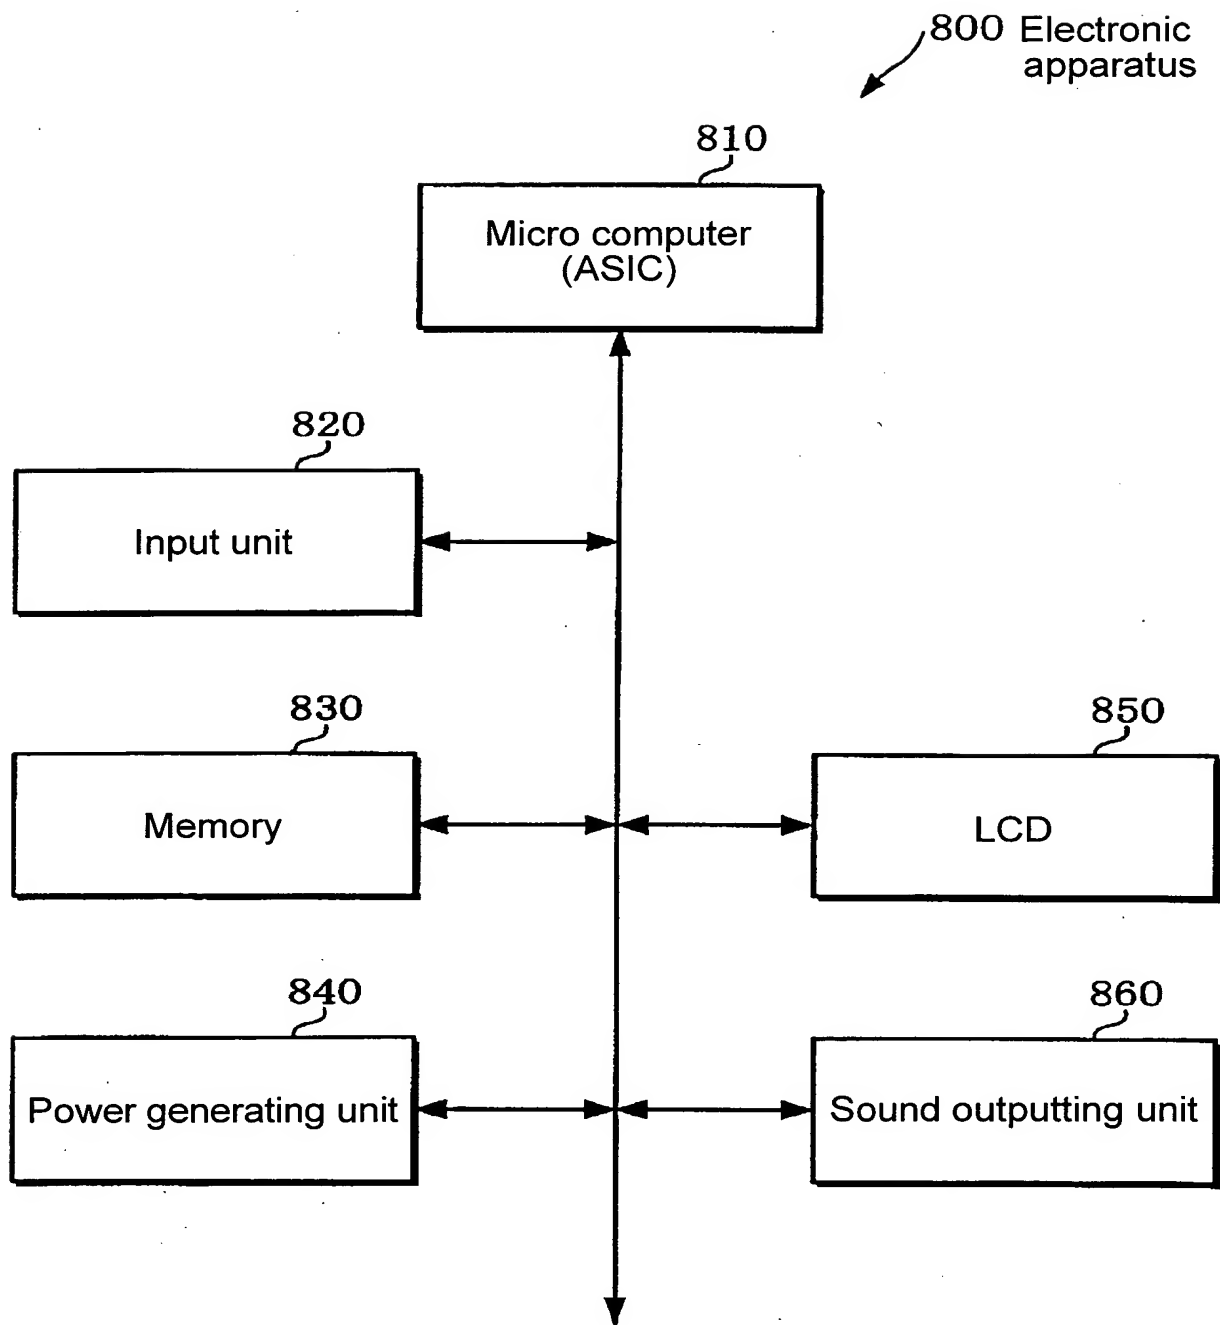 800 Electronic
apparatus
810
Micro computer
(ASIC)
820
Input unit
830
Memory
850
LCD
840
Power generating unit
860
Sound outputting unit